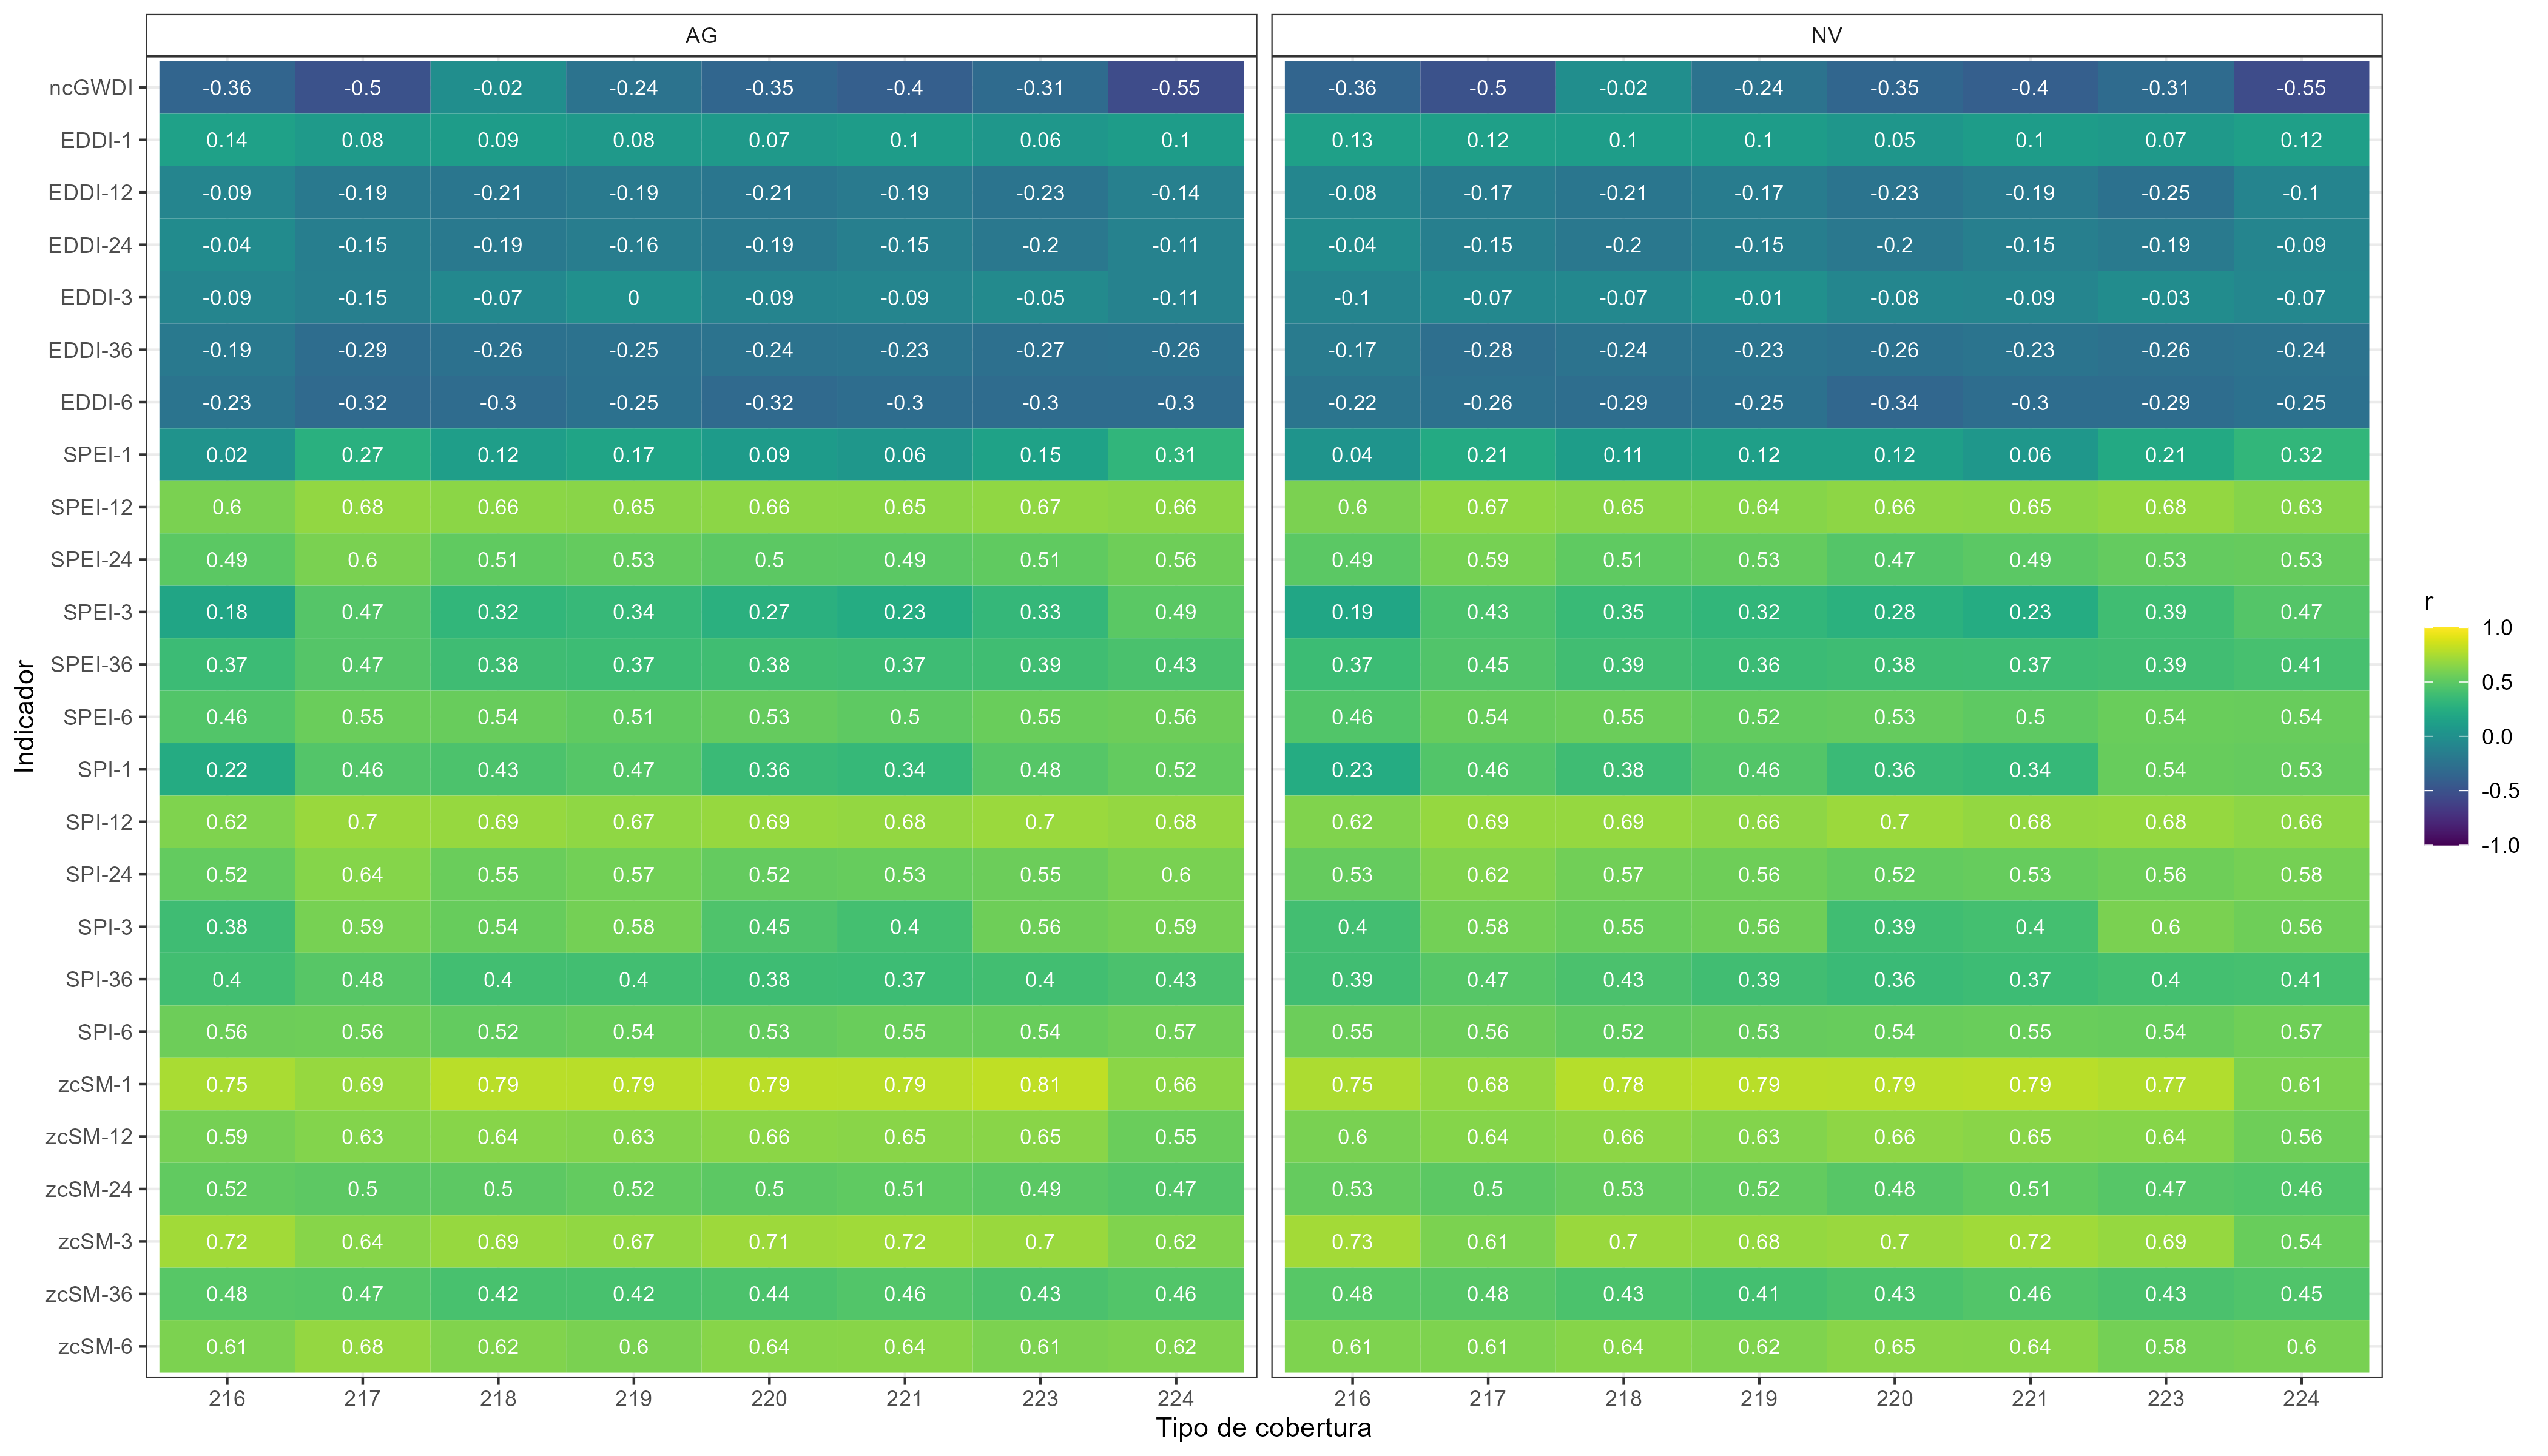 AG NV
ncGWDI -0.36 -0.5 -0.02 -0.24 -0.35 -0.4 -0.31 -0.55 -0.36 -0.5 -0.02 -0.24 -0.35 -0.4 -0.31 -0.55
EDDI-1 0.14 0.08 0.09 0.08 0.07 0.1 0.06 0.1 0.13 0.12 0.1 0.1 0.05 0.1 0.07 0.12
EDDI-12 -0.09 -0.19 -0.21 -0.19 -0.21 -0.19 -0.23 -0.14 -0.08 -0.17 -0.21 -0.17 -0.23 -0.19 -0.25 -0.1
EDDI-24 -0.04 -0.15 -0.19 -0.16 -0.19 -0.15 -0.2 -0.11 -0.04 -0.15 -0.2 -0.15 -0.2 -0.15 -0.19 -0.09
EDDI-3 -0.09 -0.15 -0.07 0 -0.09 -0.09 -0.05 -0.11 -0.1 -0.07 -0.07 -0.01 -0.08 -0.09 -0.03 -0.07
EDDI-36 -0.19 -0.29 -0.26 -0.25 -0.24 -0.23 -0.27 -0.26 -0.17 -0.28 -0.24 -0.23 -0.26 -0.23 -0.26 -0.24
EDDI-6 -0.23 -0.32 -0.3 -0.25 -0.32 -0.3 -0.3 -0.3 -0.22 -0.26 -0.29 -0.25 -0.34 -0.3 -0.29 -0.25
SPEI-1 0.02 0.27 0.12 0.17 0.09 0.06 0.15 0.31 0.04 0.21 0.11 0.12 0.12 0.06 0.21 0.32
SPEI-12 0.6 0.68 0.66 0.65 0.66 0.65 0.67 0.66 0.6 0.67 0.65 0.64 0.66 0.65 0.68 0.63
SPEI-24 0.49 0.6 0.51 0.53 0.5 0.49 0.51 0.56 0.49 0.59 0.51 0.53 0.47 0.49 0.53 0.53
SPEI-3 0.18 0.47 0.32 0.34 0.27 0.23 0.33 0.49 0.19 0.43 0.35 0.32 0.28 0.23 0.39 0.47
SPEI-36 0.37 0.47 0.38 0.37 0.38 0.37 0.39 0.43 0.37 0.45 0.39 0.36 0.38 0.37 0.39 0.41
SPEI-6 0.46 0.55 0.54 0.51 0.53 0.5 0.55 0.56 0.46 0.54 0.55 0.52 0.53 0.5 0.54 0.54
SPI-1 0.22 0.46 0.43 0.47 0.36 0.34 0.48 0.52 0.23 0.46 0.38 0.46 0.36 0.34 0.54 0.53
SPI-12 0.62 0.7 0.69 0.67 0.69 0.68 0.7 0.68 0.62 0.69 0.69 0.66 0.7 0.68 0.68 0.66
SPI-24 0.52 0.64 0.55 0.57 0.52 0.53 0.55 0.6 0.53 0.62 0.57 0.56 0.52 0.53 0.56 0.58
SPI-3 0.38 0.59 0.54 0.58 0.45 0.4 0.56 0.59 0.4 0.58 0.55 0.56 0.39 0.4 0.6 0.56
SPI-36 0.4 0.48 0.4 0.4 0.38 0.37 0.4 0.43 0.39 0.47 0.43 0.39 0.36 0.37 0.4 0.41
SPI-6 0.56 0.56 0.52 0.54 0.53 0.55 0.54 0.57 0.55 0.56 0.52 0.53 0.54 0.55 0.54 0.57
zcSM-1 0.75 0.69 0.79 0.79 0.79 0.79 0.81 0.66 0.75 0.68 0.78 0.79 0.79 0.79 0.77 0.61
zcSM-12 0.59 0.63 0.64 0.63 0.66 0.65 0.65 0.55 0.6 0.64 0.66 0.63 0.66 0.65 0.64 0.56
zcSM-24 0.52 0.5 0.5 0.52 0.5 0.51 0.49 0.47 0.53 0.5 0.53 0.52 0.48 0.51 0.47 0.46
zcSM-3 0.72 0.64 0.69 0.67 0.71 0.72 0.7 0.62 0.73 0.61 0.7 0.68 0.7 0.72 0.69 0.54
zcSM-36 0.48 0.47 0.42 0.42 0.44 0.46 0.43 0.46 0.48 0.48 0.43 0.41 0.43 0.46 0.43 0.45
zcSM-6 0.61 0.68 0.62 0.6 0.64 0.64 0.61 0.62 0.61 0.61 0.64 0.62 0.65 0.64 0.58 0.6
216 217 218 219 220 221 223 224 216 217 218 219 220 221 223 224
Tipo de cobertura
Indicador
r
1.0
0.5
0.0
-0.5
-1.0